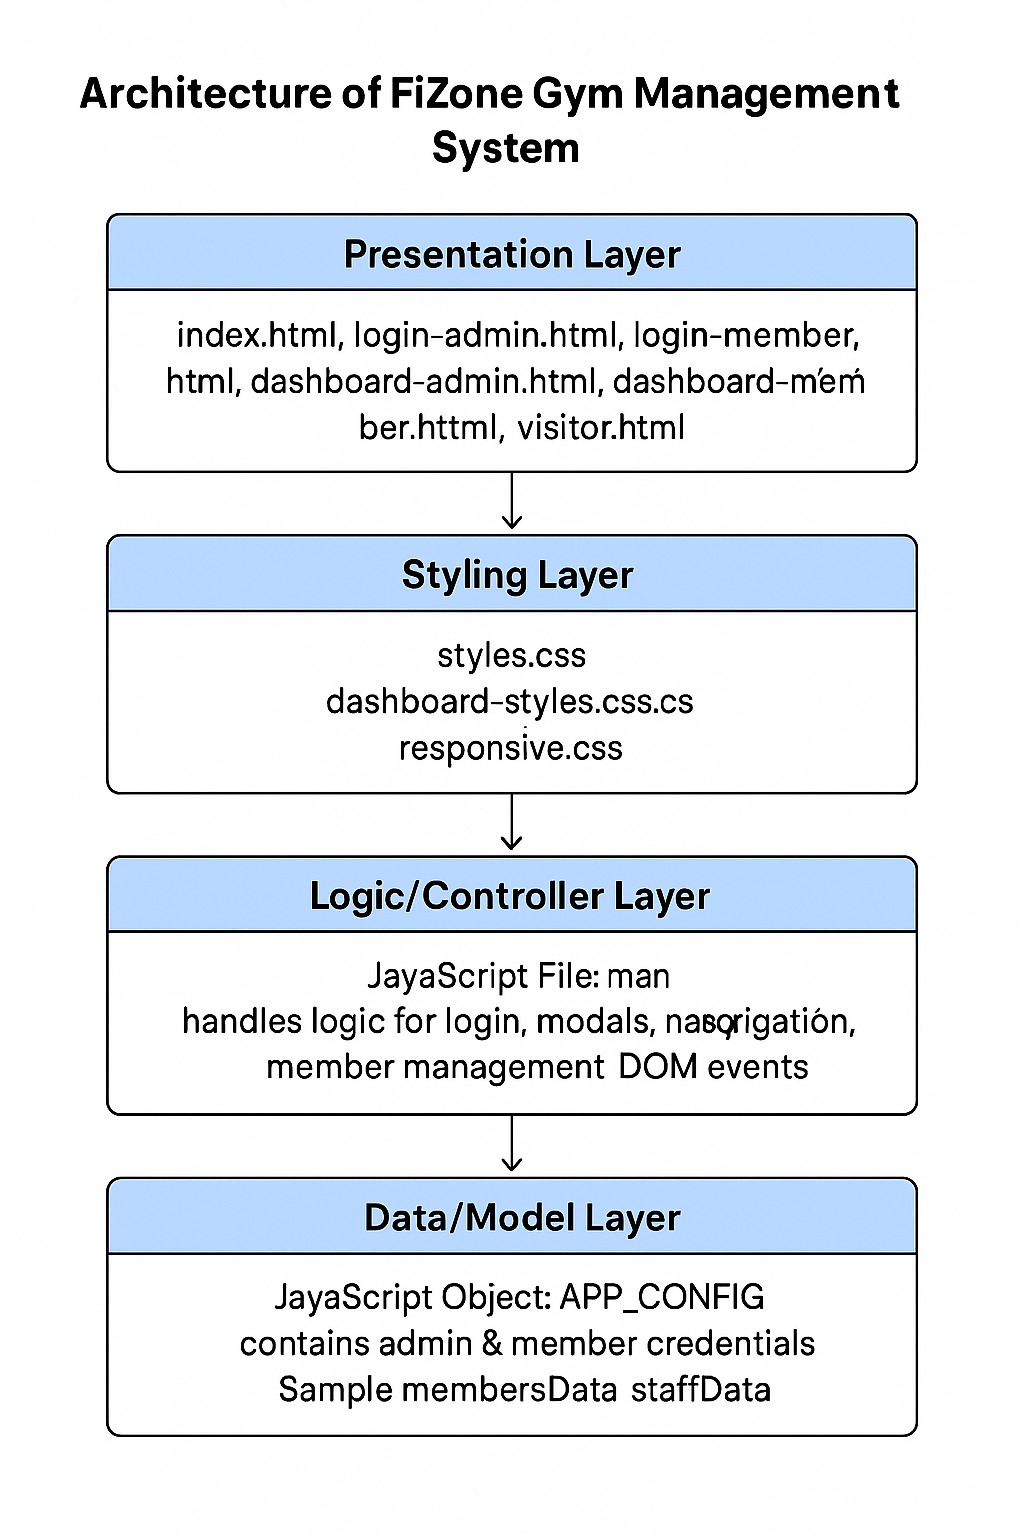 Architecture of FiZone Gym Management
System
Presentation Layer
index.html, login-admin.html, login-member,
html, dashboard-admin.html, dashboard-mem
ber.httml, visitor.html
Styling Layer
styles.css
dashboard-styles.css.cs
responsive.css
Logic/Controller Layer
JayaScript File: man
handles logic for login, modals,
member management DOM events
Data/Model Layer
JayaScript Object: APP_CONFIG
contains admin & member credentials
Sample membersData staffData